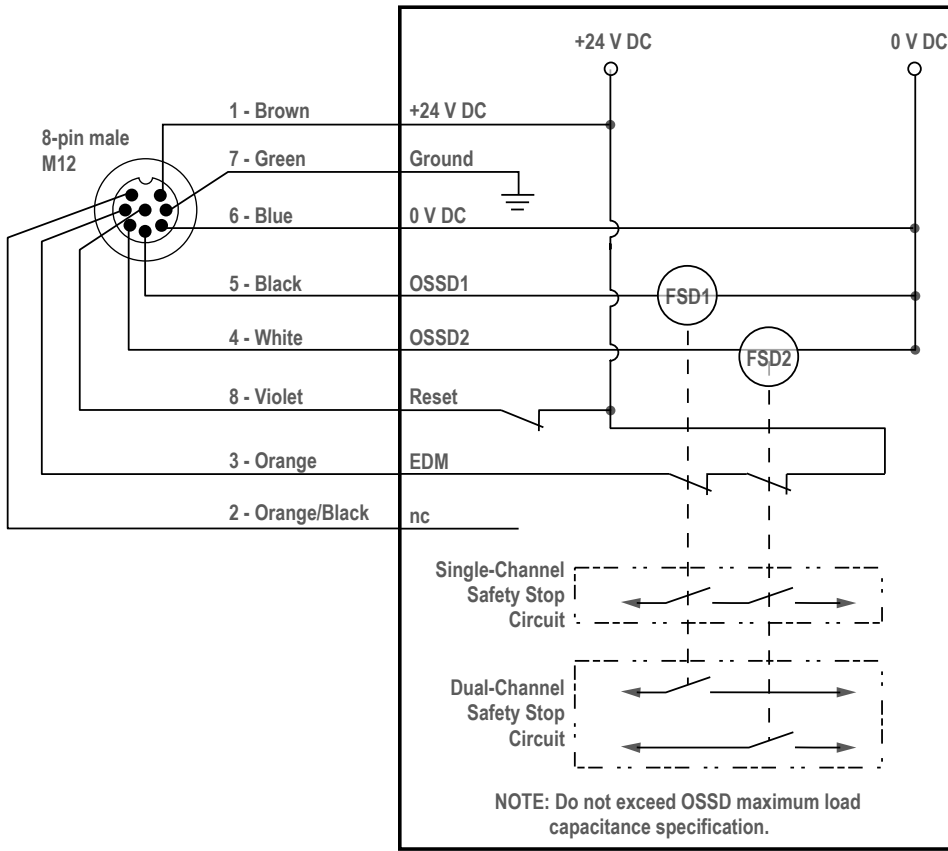 +24 V DC
0 V DC
8-pin male
M12
1 - Brown
+24 V DC
7 - Green
Ground
6 - Blue
0 V DC
5 - Black
OSSD1
FSD1
4 - White
OSSD2
FSD2
8 - Violet
Reset
3 - Orange
EDM
2 - Orange/Black
nc
Single-Channel
Safety Stop
Circuit
Dual-Channel
Safety Stop
Circuit
NOTE: Do not exceed OSSD maximum load
capacitance specification.